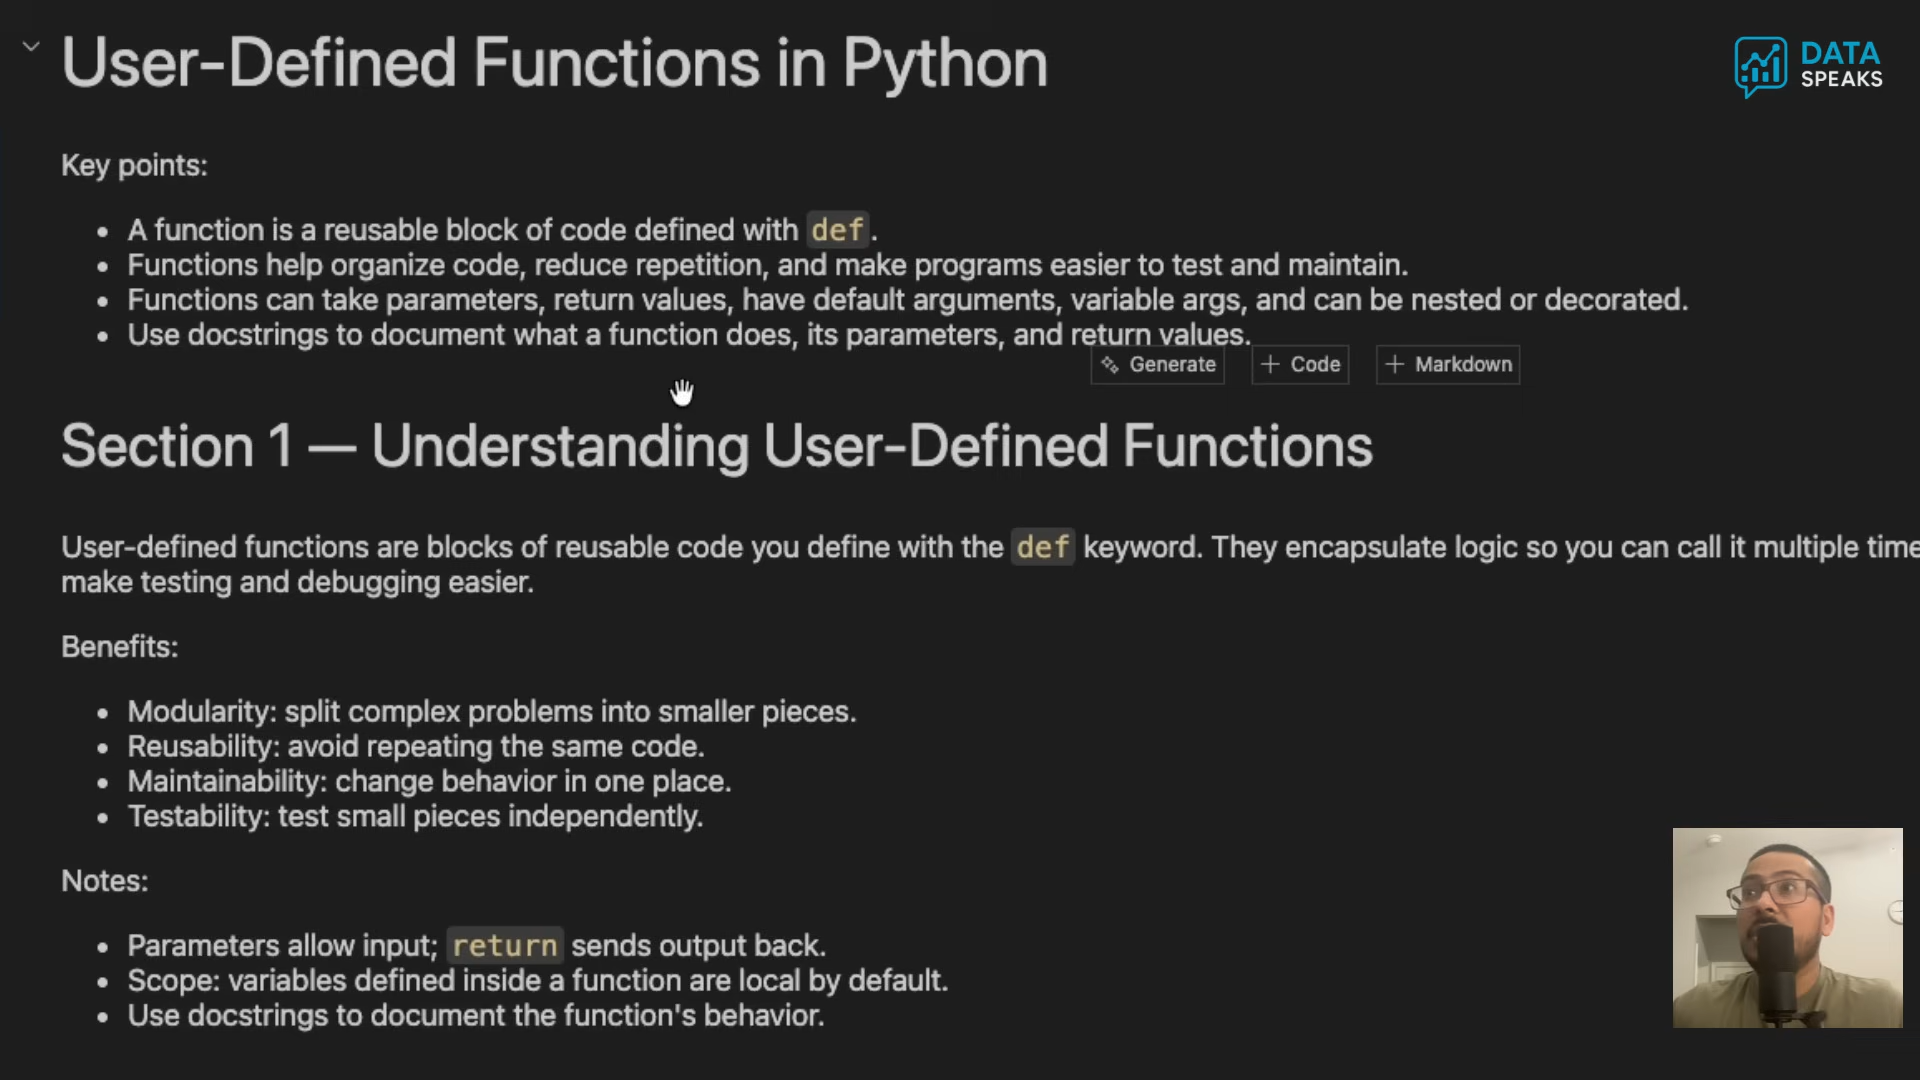 User-Defined Functions in Python
DATA
SPEAKS
Key points:
A function is a reusable block of code defined with def.
Functions help organize code, reduce repetition, and make programs easier to test and maintain.
Functions can take parameters, return values, have default arguments, variable args, and can be nested or decorated.
Use docstrings to document what a function does, its parameters, and return values.
Generate
Code
Markdown
Section 1 — Understanding User-Defined Functions
User-defined functions are blocks of reusable code you define with the def keyword. They encapsulate logic so you can call it multiple time
make testing and debugging easier.
Benefits:
Modularity: split complex problems into smaller pieces.
Reusability: avoid repeating the same code.
Maintainability: change behavior in one place.
Testability: test small pieces independently.
Notes:
Parameters allow input; return sends output back.
Scope: variables defined inside a function are local by default.
Use docstrings to document the function's behavior.